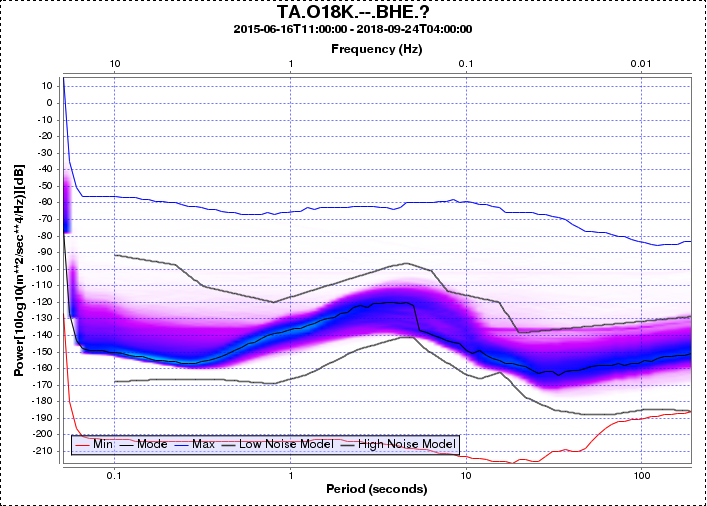 TA.O18K.--.BHE.?
2015-06-16T11:00:00 - 2018-09-24T04:00:00
Frequency (Hz)
10 1 0.1 0.01
Power[10log10(m**2/sec**4/Hz)][dB]
10
0
-10
-20
-30
-40
-50
-60
-70
-80
-90
-100
-110
-120
-130
-140
-150
-160
-170
-180
-190
-200
-210
Min Mode Max Low Noise Model High Noise Model
0.1 1 10 100
Period (seconds)